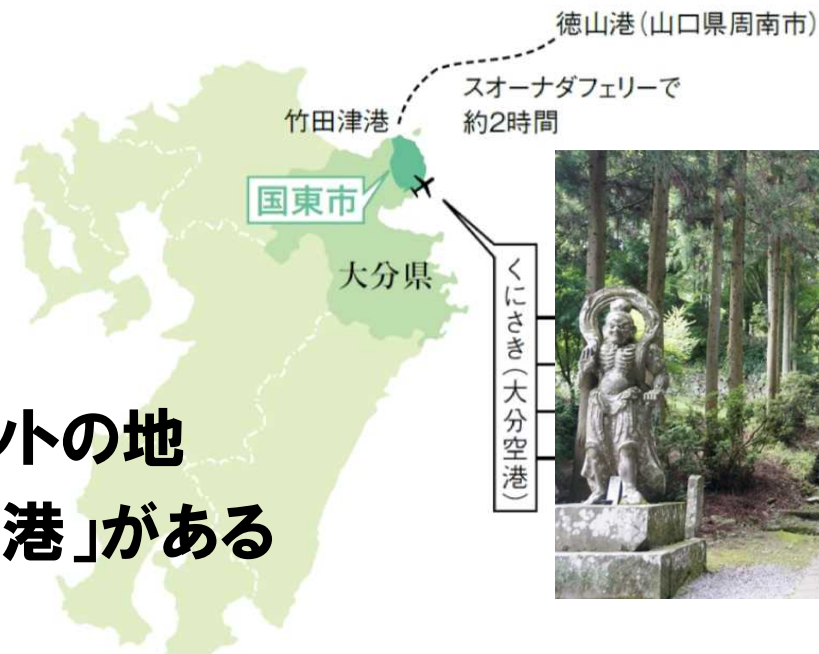 徳山港（山口県周南市）
スオーナダフェリーで
約2時間
竹田津港
国東市
大分県
くにさき（大分空港）
ットの地
港」がある